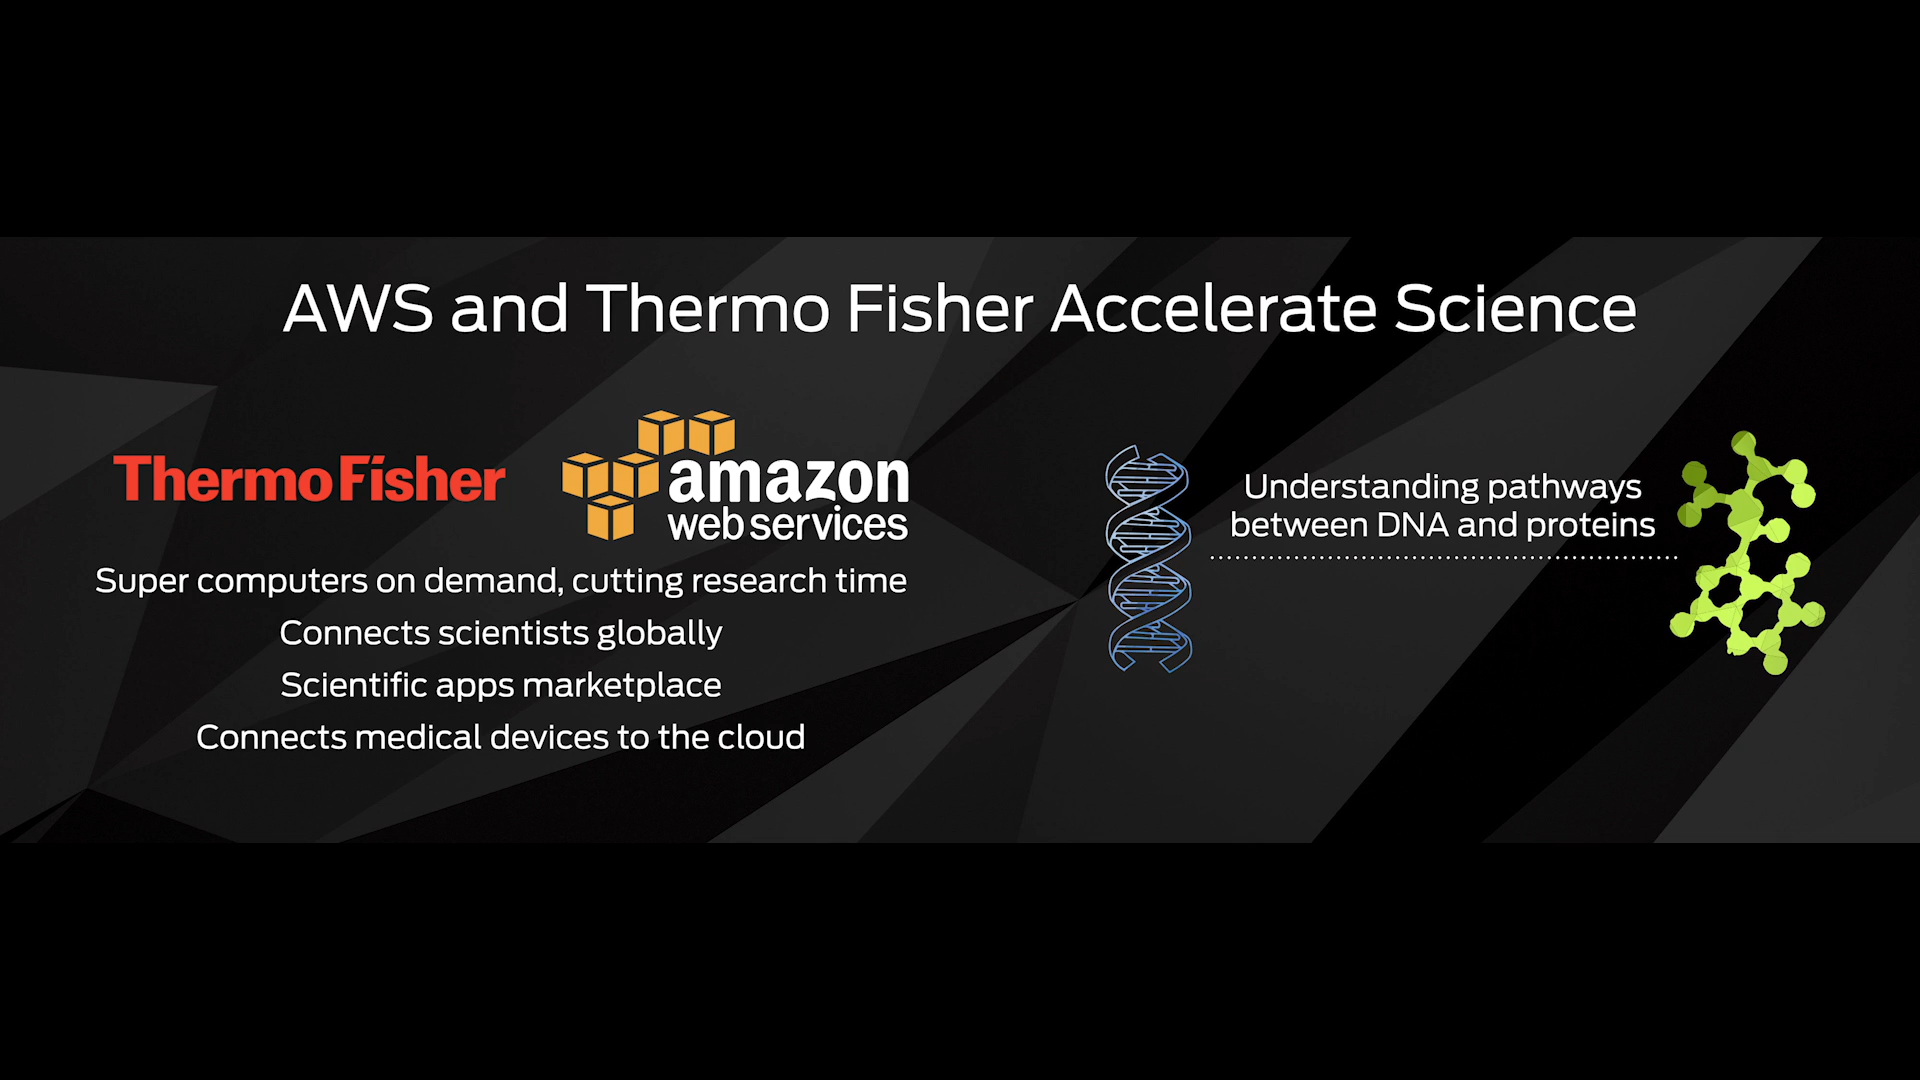 AWS and Thermo Fisher Accelerate Science
ThermoFisher
amazon
web services
Super computers on demand, cutting research time
Connects scientists globally
Scientific apps marketplace
Connects medical devices to the cloud
Understanding pathways
between DNA and proteins